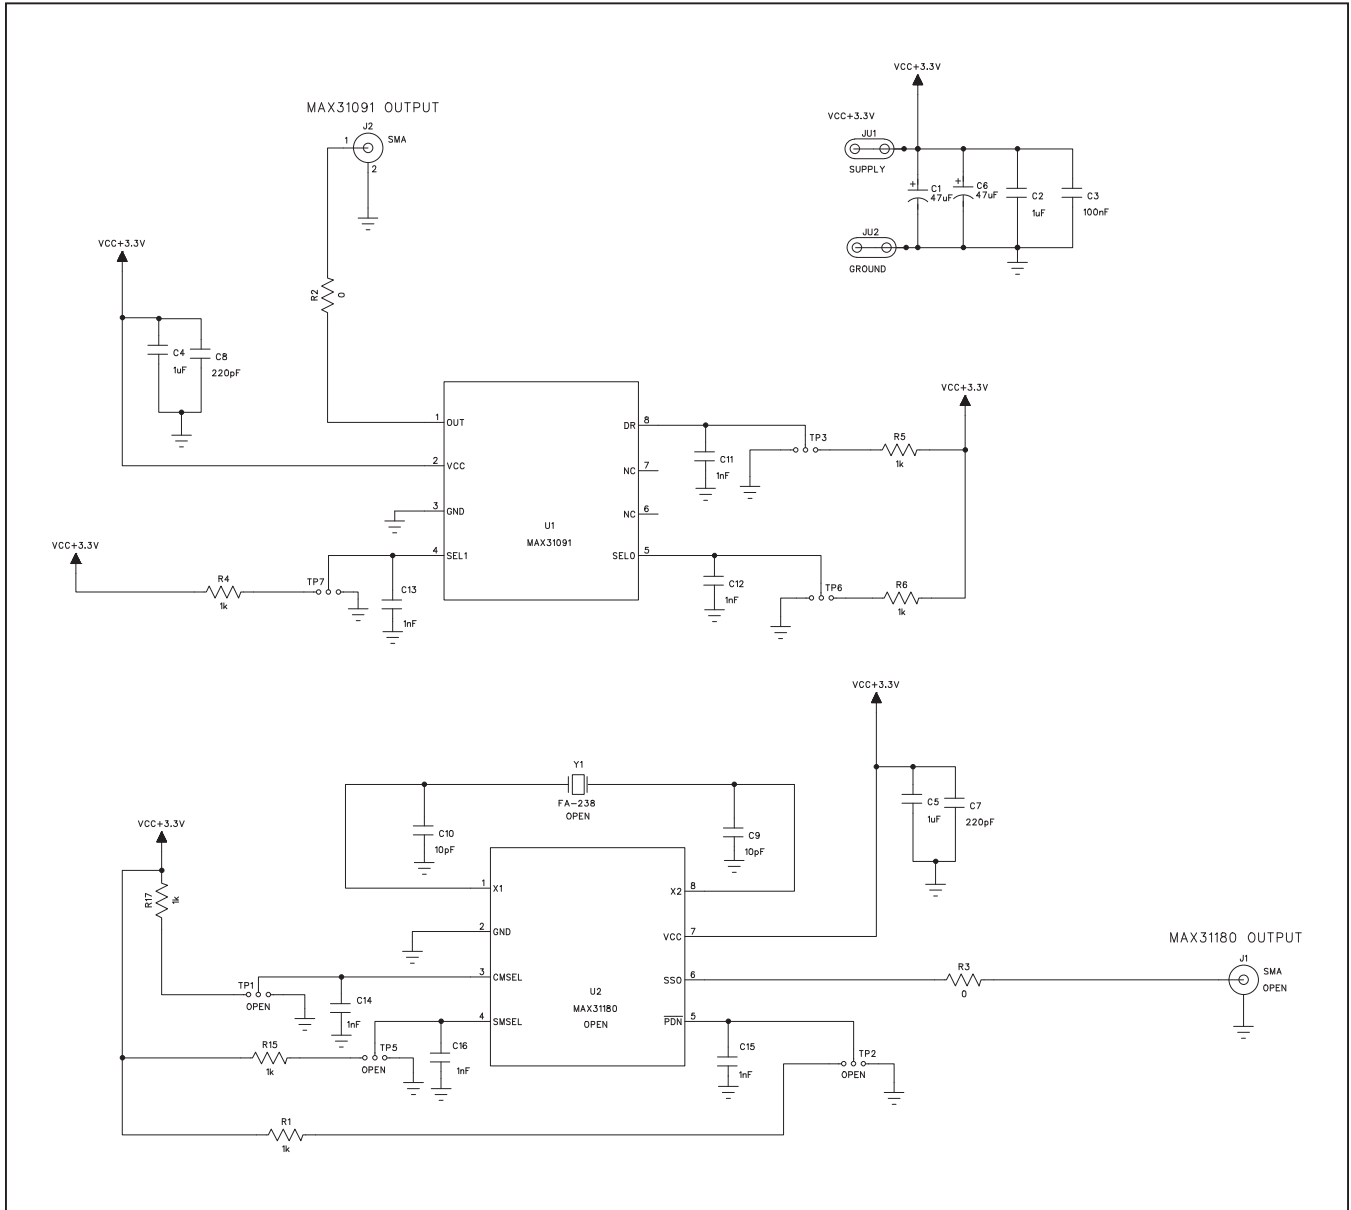 VCC+3.3V
MAX31091 OUTPUT
J2
1
SMA
2
VCC+3.3V
JU1
SUPPLY
+
C1
47uF
+
C6
47uF
C2
1uF
C3
100nF
JU2
GROUND
VCC+3.3V
R2
0
C4
1uF
C8
220pF
VCC+3.3V
1
OUT
2
VCC
3
GND
4
SEL1
U1
MAX31091
DR
8
NC
7
NC
6
SEL0
5
C11
1nF
TP3
R5
1k
C12
1nF
TP6
R6
1k
VCC+3.3V
R4
1k
TP7
C13
1nF
VCC+3.3V
Y1
FA-238
OPEN
C10
10pF
C9
10pF
C5
1uF
C7
220pF
VCC+3.3V
R17
1k
1
X1
2
GND
3
CMSEL
4
SMSEL
U2
MAX31180
OPEN
X2
8
VCC
7
SSO
6
PDN
5
MAX31180 OUTPUT
J1
SMA
OPEN
R3
0
TP1
OPEN
C14
1nF
R15
1k
TP5
OPEN
C16
1nF
C15
1nF
TP2
OPEN
R1
1k